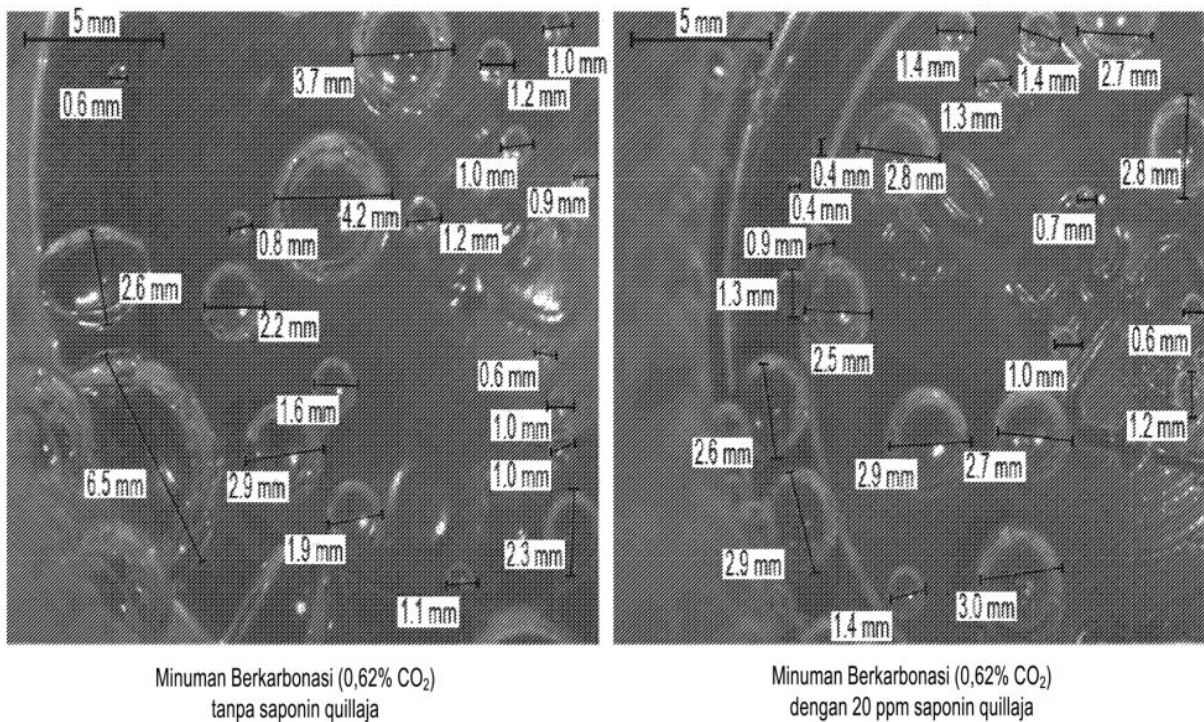 5 mm
0.6 mm
3.7 mm
1.2 mm
1.0 mm
1.0 mm
0.9 mm
4.2 mm
1.2 mm
0.8 mm
2.6 mm
2.2 mm
0.6 mm
1.6 mm
1.0 mm
1.0 mm
6.5 mm
2.9 mm
1.9 mm
2.3 mm
1.1 mm
Minuman Berkarbonasi (0,62% CO₂)
tanpa saponin quillaja
5 mm
1.4 mm
1.4 mm
2.7 mm
1.3 mm
0.4 mm
2.8 mm
2.8 mm
0.4 mm
0.7 mm
0.9 mm
1.3 mm
2.5 mm
1.0 mm
0.6 mm
2.6 mm
2.9 mm
2.7 mm
1.2 mm
2.9 mm
1.4 mm
3.0 mm
Minuman Berkarbonasi (0,62% CO₂)
dengan 20 ppm saponin quillaja